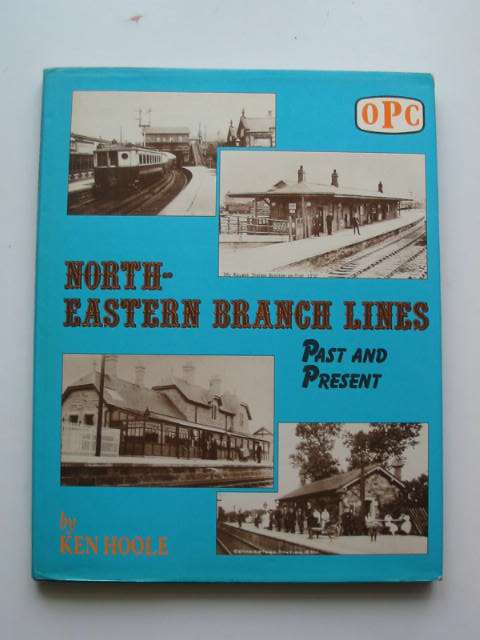 OPC
NORTH-
EASTERN BRANCH LINES
PAST AND
PRESENT
by
KEN HOOLE